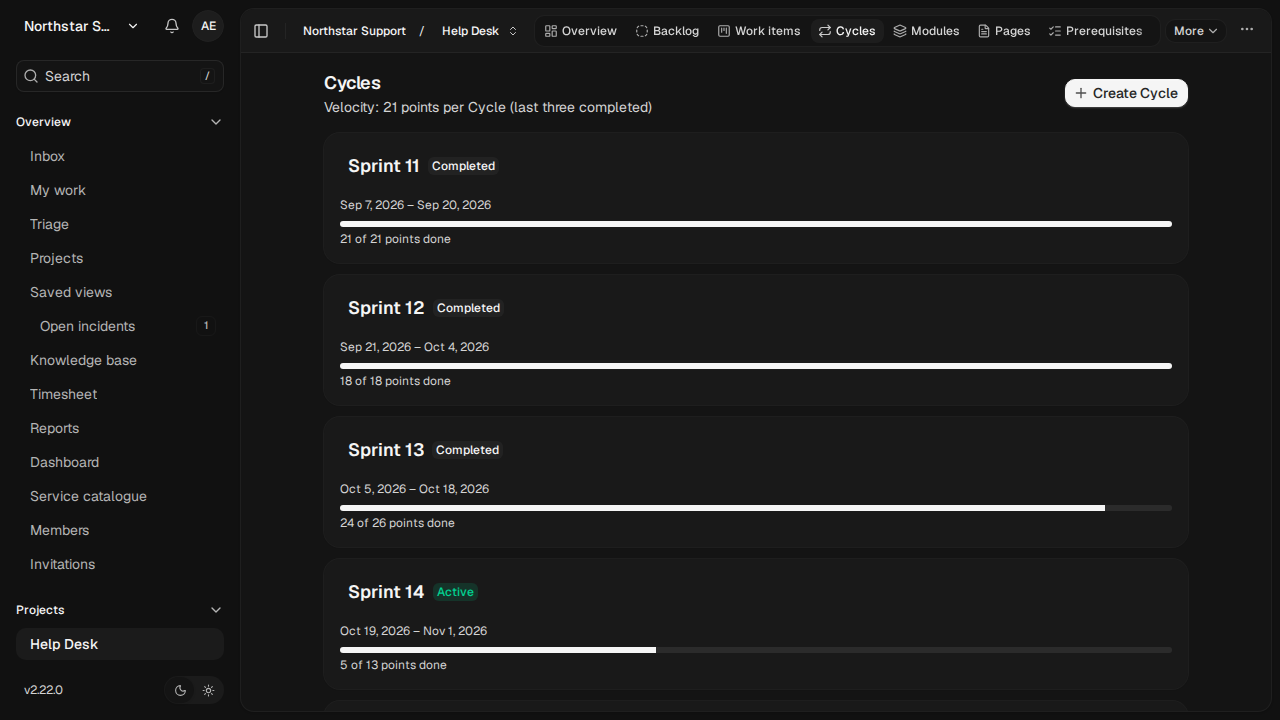 Northstar S...
AE
Search
/
Overview
Inbox
My work
Triage
Projects
Saved views
Open incidents
1
Knowledge base
Timesheet
Reports
Dashboard
Service catalogue
Members
Invitations
Projects
Help Desk
v2.22.0
Northstar Support / Help Desk
Overview
Backlog
Work items
Cycles
Modules
Pages
Prerequisites
More
Cycles
Velocity: 21 points per Cycle (last three completed)
Create Cycle
Sprint 11 Completed
Sep 7, 2026 – Sep 20, 2026
21 of 21 points done
Sprint 12 Completed
Sep 21, 2026 – Oct 4, 2026
18 of 18 points done
Sprint 13 Completed
Oct 5, 2026 – Oct 18, 2026
24 of 26 points done
Sprint 14 Active
Oct 19, 2026 – Nov 1, 2026
5 of 13 points done